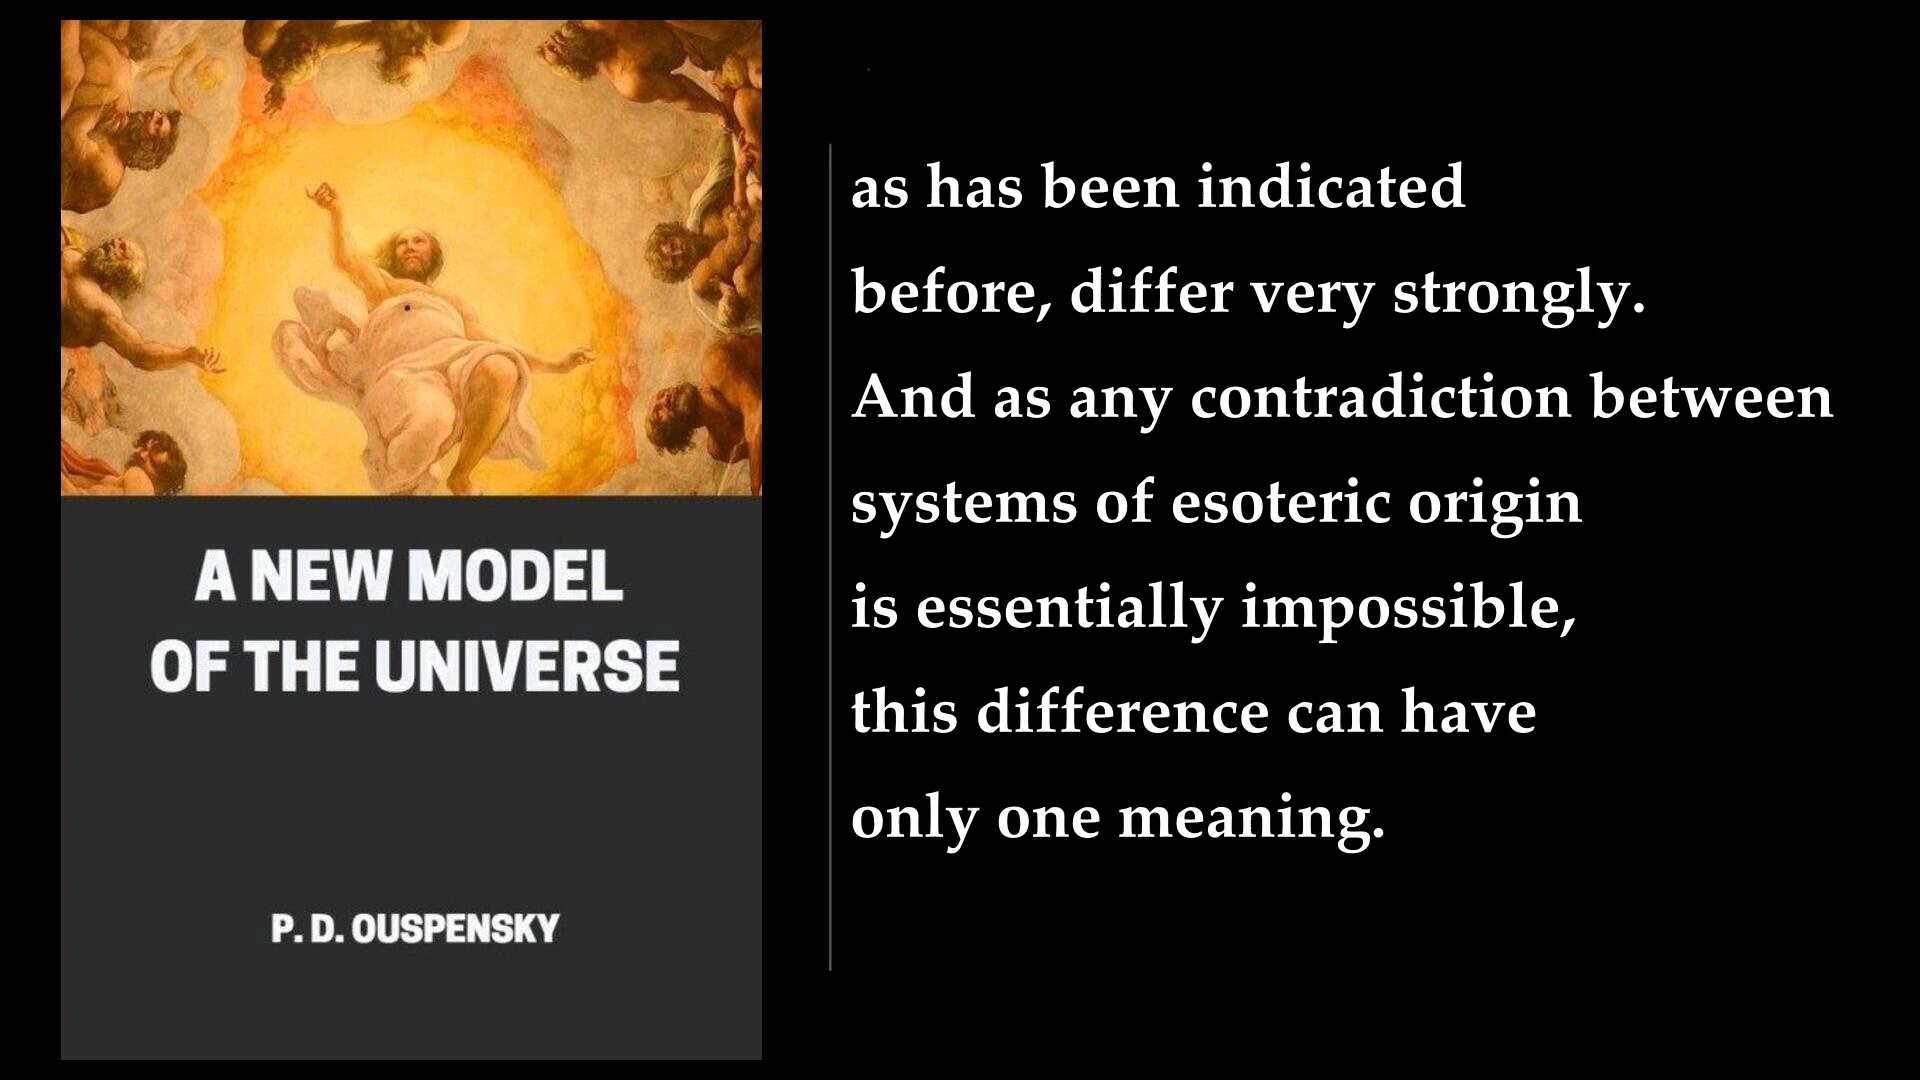 A NEW MODEL
OF THE UNIVERSE
P. D. OUSPENSKY
as has been indicated
before, differ very strongly.
And as any contradiction between
systems of esoteric origin
is essentially impossible,
this difference can have
only one meaning.